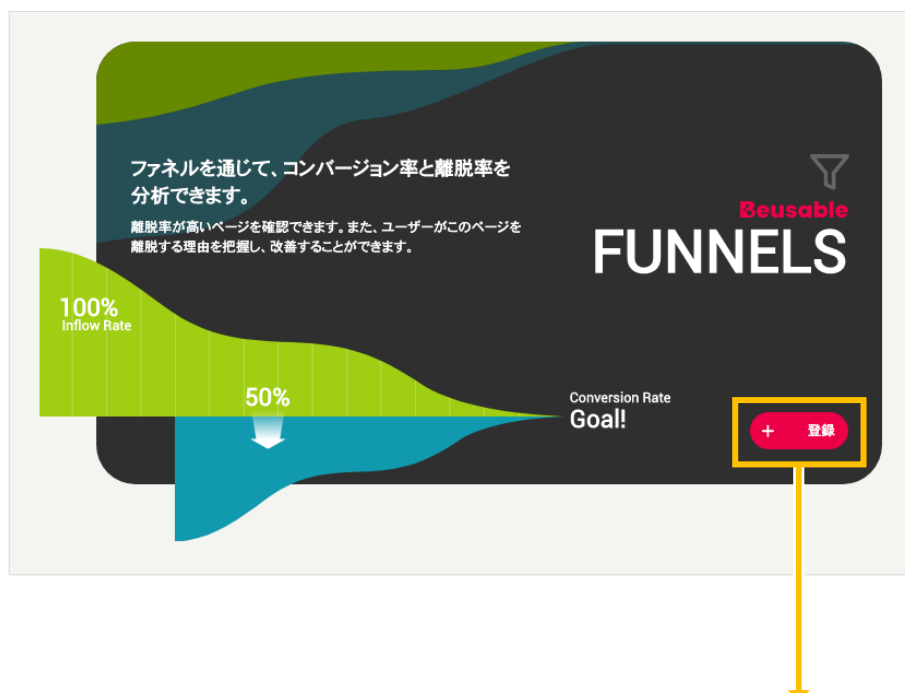 ファネルを通じて、コンバージョン率と離脱率を
分析できます。
離脱率が高いページを確認できます。また、ユーザーがこのページを
離脱する理由を把握し、改善することができます。
Beusable
FUNNELS
100%
Inflow Rate
50%
Conversion Rate
Goal!
+ 登録